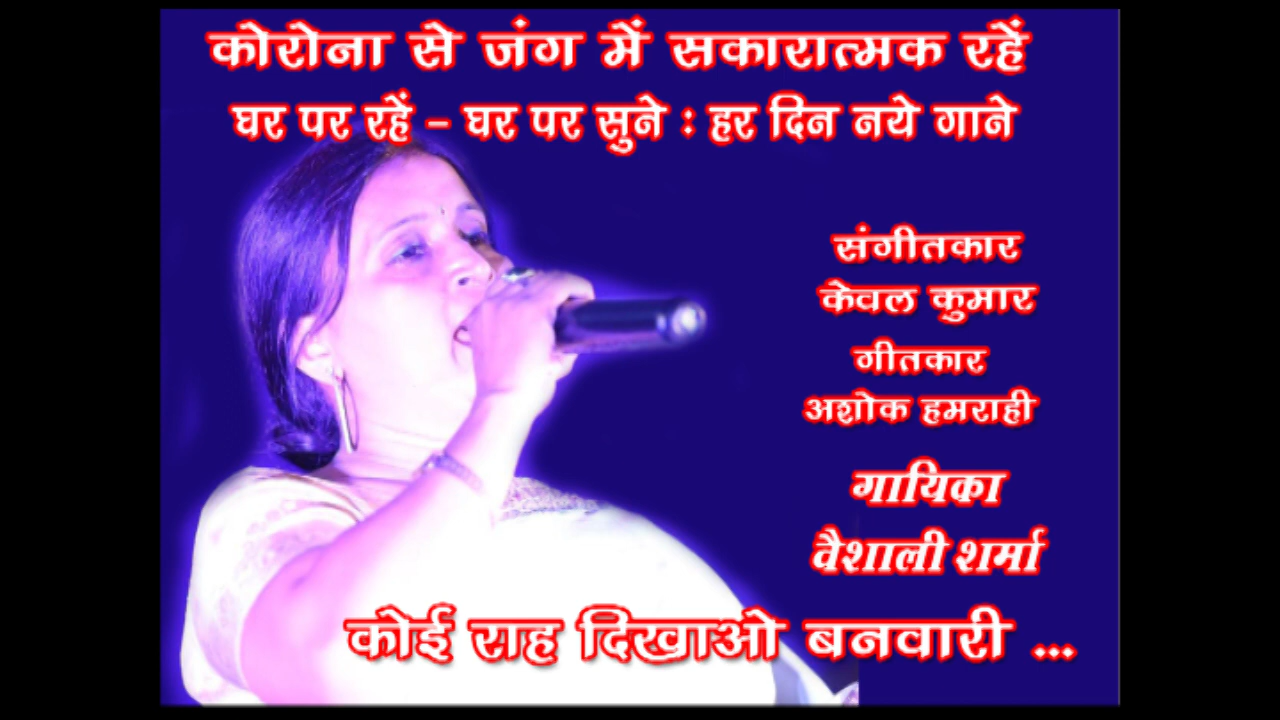 कोरोना से जंग में सकारात्मक रहें
घर पर रहें - घर पर सुने : हर दिन नये गाने
संगीतकार
केवल कुमार
गीतकार
अशोक हमराही
गायिका
वैशाली शर्मा
कोई राह दिखाओ बनवारी ...